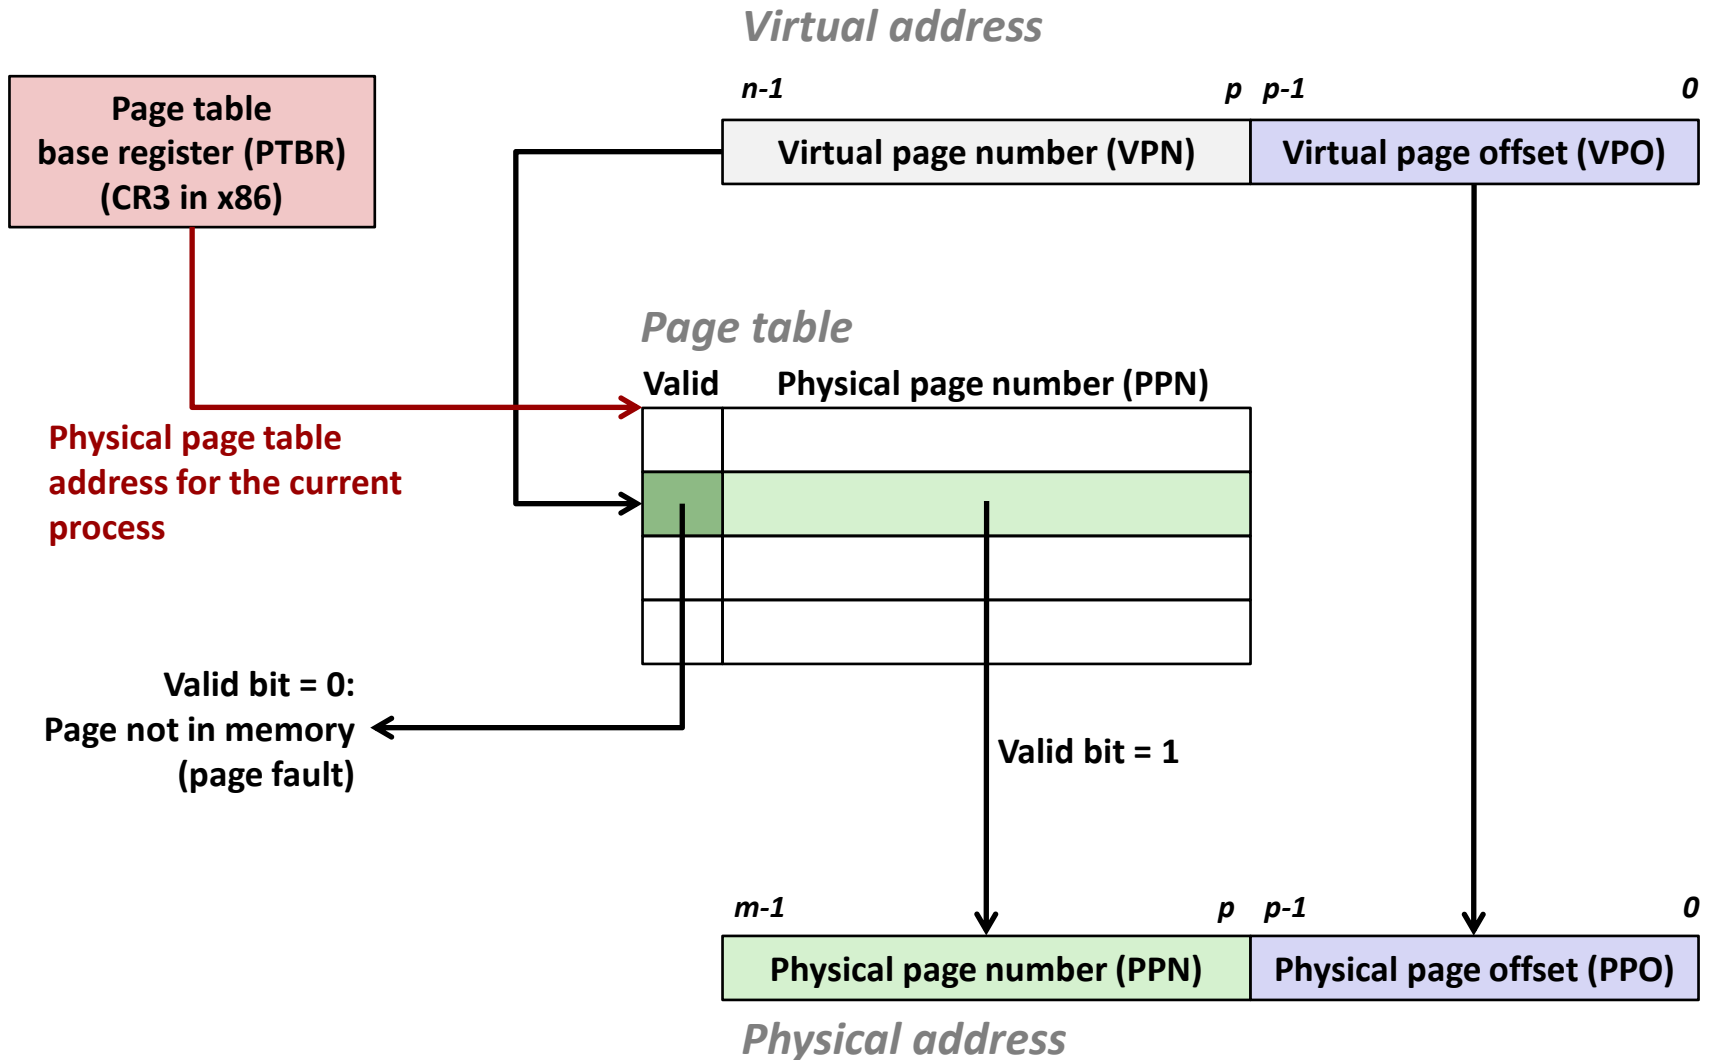 Virtual address
n-1
p
p-1
0
Page table
base register (PTBR)
(CR3 in x86)
Virtual page number (VPN)
Virtual page offset (VPO)
Page table
Valid
Physical page number (PPN)
Physical page table
address for the current
process
Valid bit = 0:
Page not in memory
(page fault)
Valid bit = 1
m-1
p
p-1
0
Physical page number (PPN)
Physical page offset (PPO)
Physical address